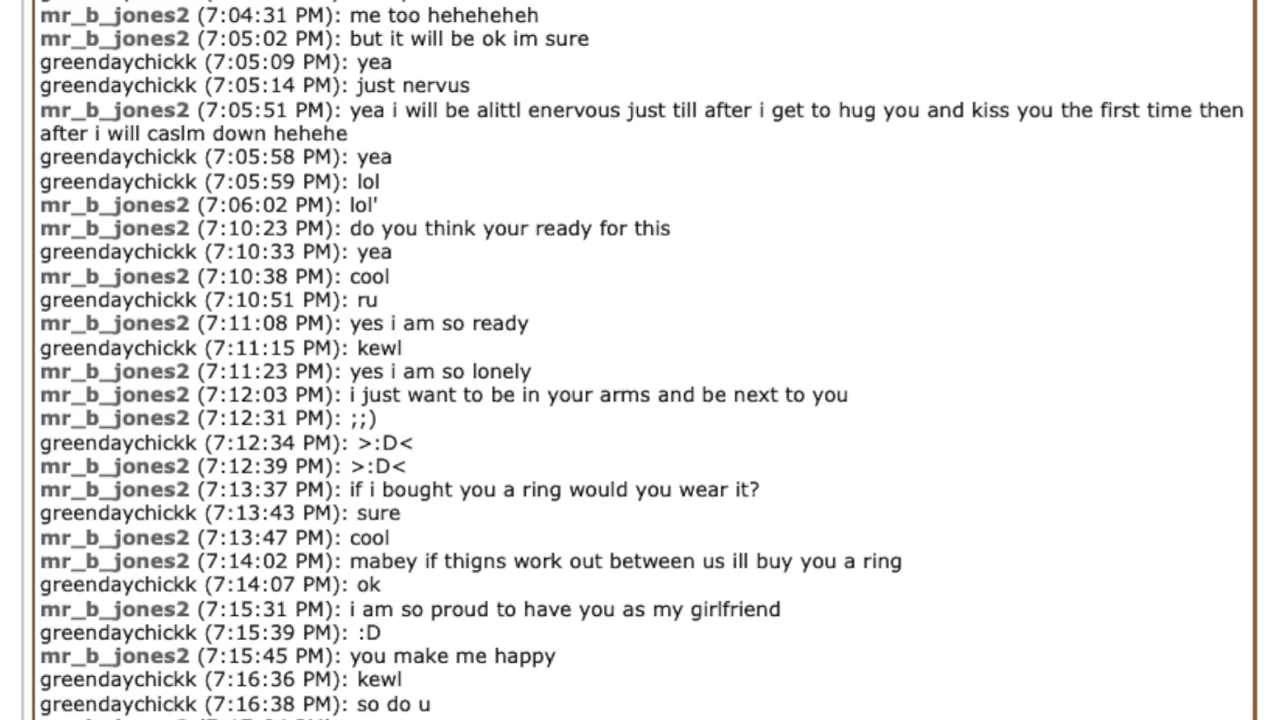 mr_b_jones2 (7:04:31 PM): me too heheheheh
mr_b_jones2 (7:05:02 PM): but it will be ok im sure
greendaychickk (7:05:09 PM): yea
greendaychickk (7:05:14 PM): just nervus
mr_b_jones2 (7:05:51 PM): yea i will be alittl enervous just till after i get to hug you and kiss you the first time then
after i will caslm down hehehe
greendaychickk (7:05:58 PM): yea
greendaychickk (7:05:59 PM): lol
mr_b_jones2 (7:06:02 PM): lol'
mr_b_jones2 (7:10:23 PM): do you think your ready for this
greendaychickk (7:10:33 PM): yea
mr_b_jones2 (7:10:38 PM): cool
greendaychickk (7:10:51 PM): ru
mr_b_jones2 (7:11:08 PM): yes i am so ready
greendaychickk (7:11:15 PM): kewl
mr_b_jones2 (7:11:23 PM): yes i am so lonely
mr_b_jones2 (7:12:03 PM): i just want to be in your arms and be next to you
mr_b_jones2 (7:12:31 PM): ;;)
greendaychickk (7:12:34 PM): >:D<
mr_b_jones2 (7:12:39 PM): >:D<
mr_b_jones2 (7:13:37 PM): if i bought you a ring would you wear it?
greendaychickk (7:13:43 PM): sure
mr_b_jones2 (7:13:47 PM): cool
mr_b_jones2 (7:14:02 PM): mabey if thigns work out between us ill buy you a ring
greendaychickk (7:14:07 PM): ok
mr_b_jones2 (7:15:31 PM): i am so proud to have you as my girlfriend
greendaychickk (7:15:39 PM): :D
mr_b_jones2 (7:15:45 PM): you make me happy
greendaychickk (7:16:36 PM): kewl
greendaychickk (7:16:38 PM): so do u